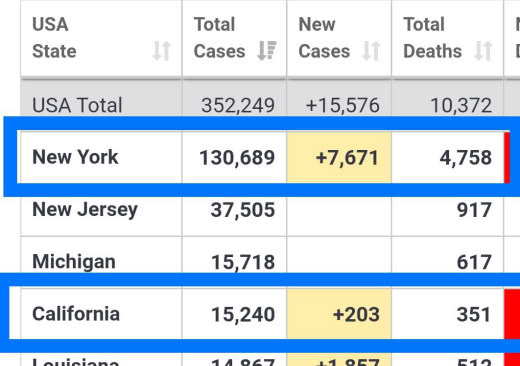 USA State Total Cases New Cases Total Deaths
USA Total 352,249 +15,576 10,372
New York 130,689 +7,671 4,758
New Jersey 37,505 917
Michigan 15,718 617
California 15,240 +203 351
Louisiana 14,867 +1,857 512